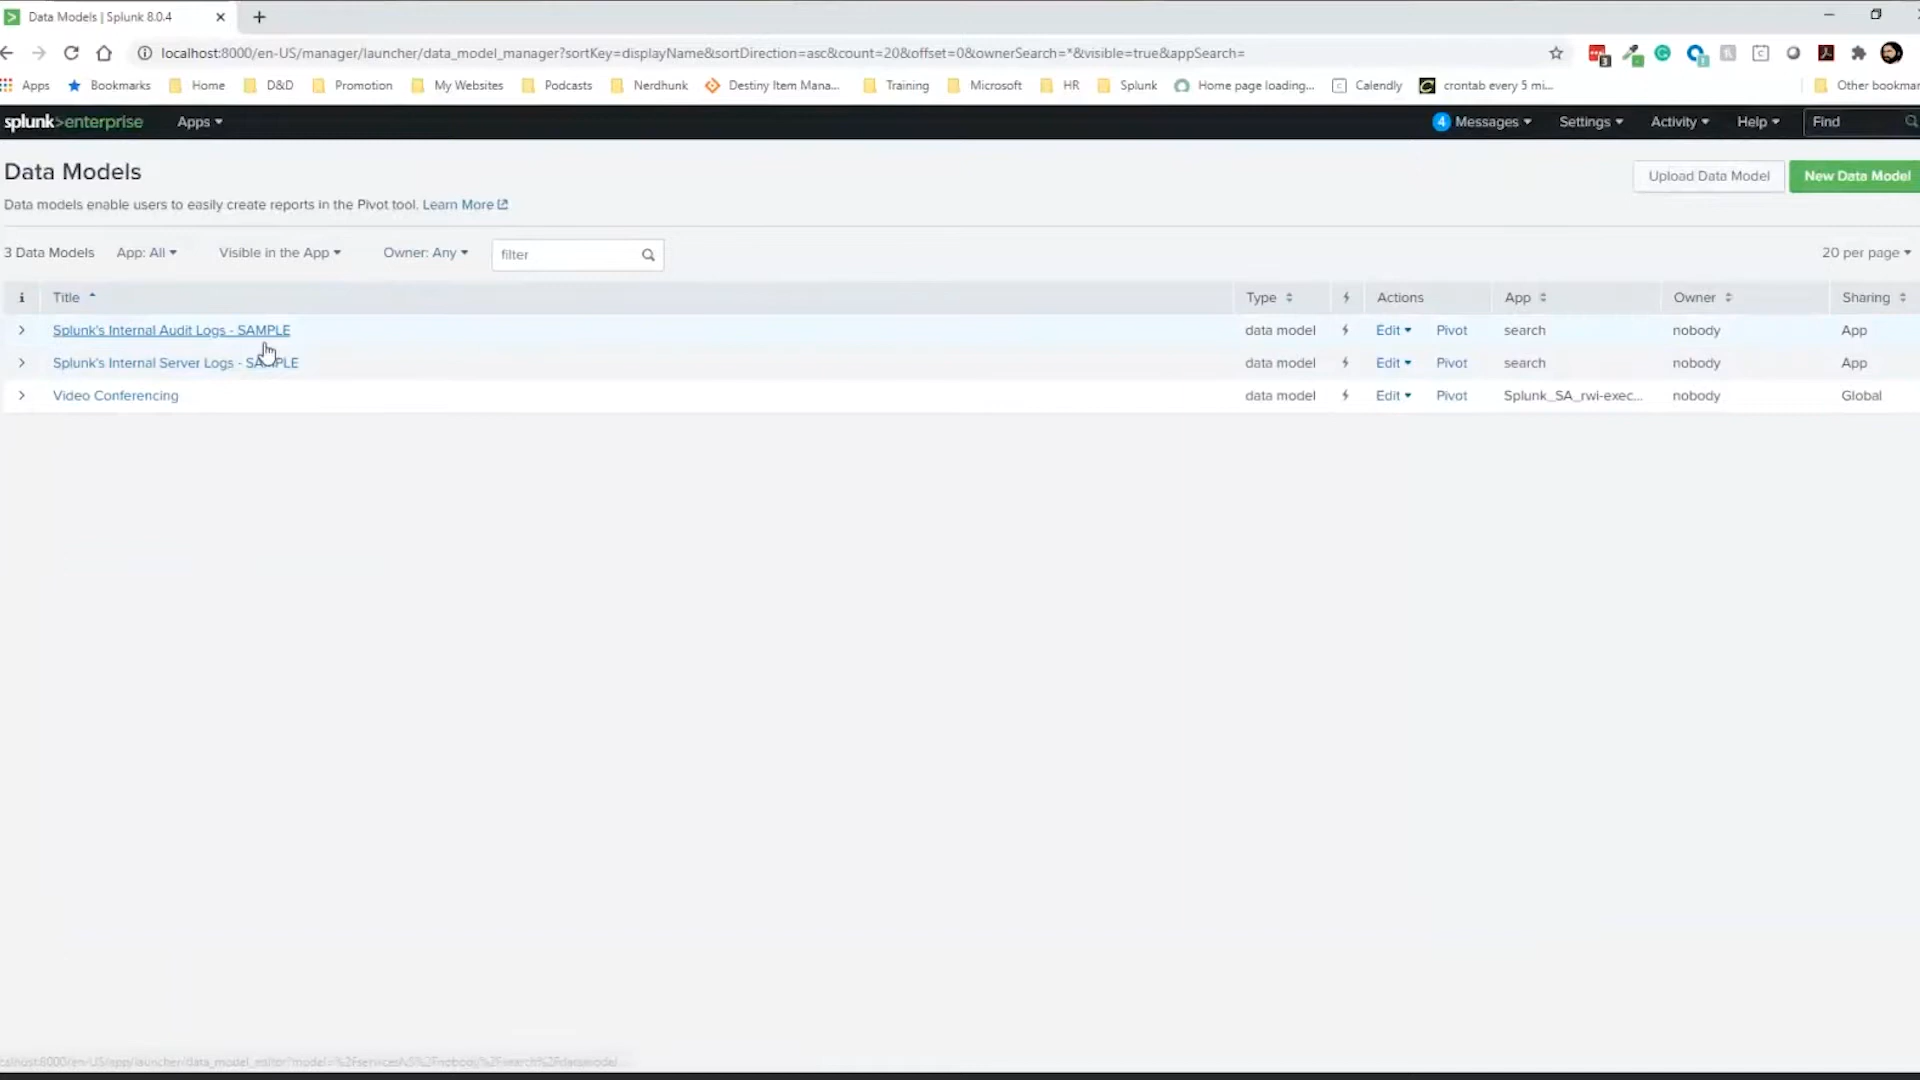 Data Models | Splunk 8.0.4
localhost:8000/en-US/manager/launcher/data_model_manager?sortKey=displayName&sortDirection=asc&count=20&offset=0&ownerSearch=*&visible=true&appSearch=
Apps Bookmarks Home D&D Promotion My Websites Podcasts Nerdhunk Destiny Item Mana... Training Microsoft HR Splunk Home page loading... Calendly crontab every 5 mi... Other bookmar
splunk>enterprise Apps 4 Messages Settings Activity Help Find
Data Models
Upload Data Model New Data Model
Data models enable users to easily create reports in the Pivot tool. Learn More
3 Data Models App: All Visible in the App Owner: Any filter 20 per page
i Title Type Actions App Owner Sharing
Splunk's Internal Audit Logs - SAMPLE data model Edit Pivot search nobody App
Splunk's Internal Server Logs - SAMPLE data model Edit Pivot search nobody App
Video Conferencing data model Edit Pivot Splunk_SA_rwi-exec... nobody Global